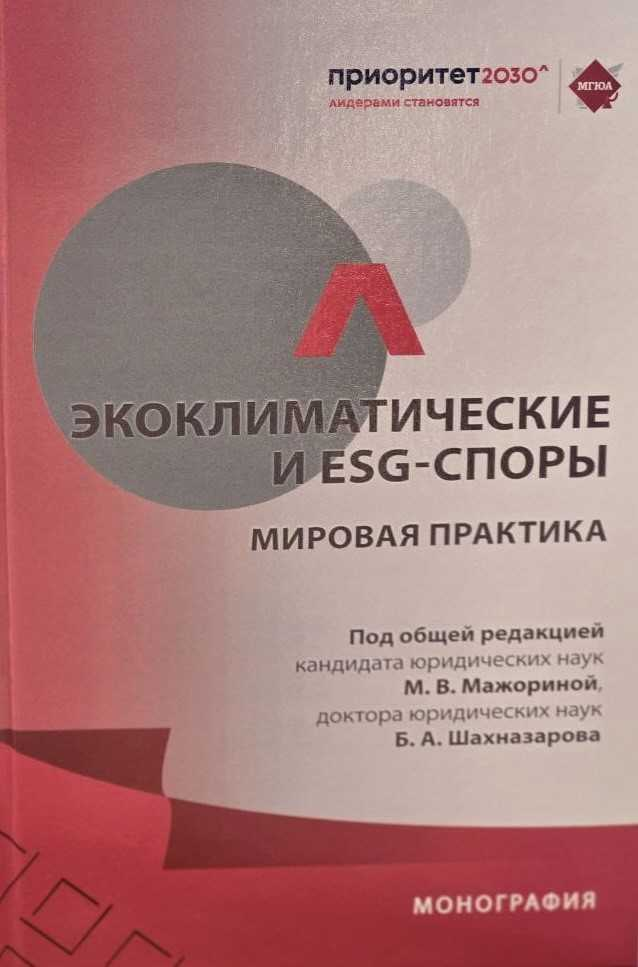 приоритет2030^
лидерами становятся
МГЮА
ЭКОКЛИМАТИЧЕСКИЕ
И ESG-СПОРЫ
МИРОВАЯ ПРАКТИКА
Под общей редакцией
кандидата юридических наук
М. В. Мажориной,
доктора юридических наук
Б. А. Шахназарова
МОНОГРАФИЯ